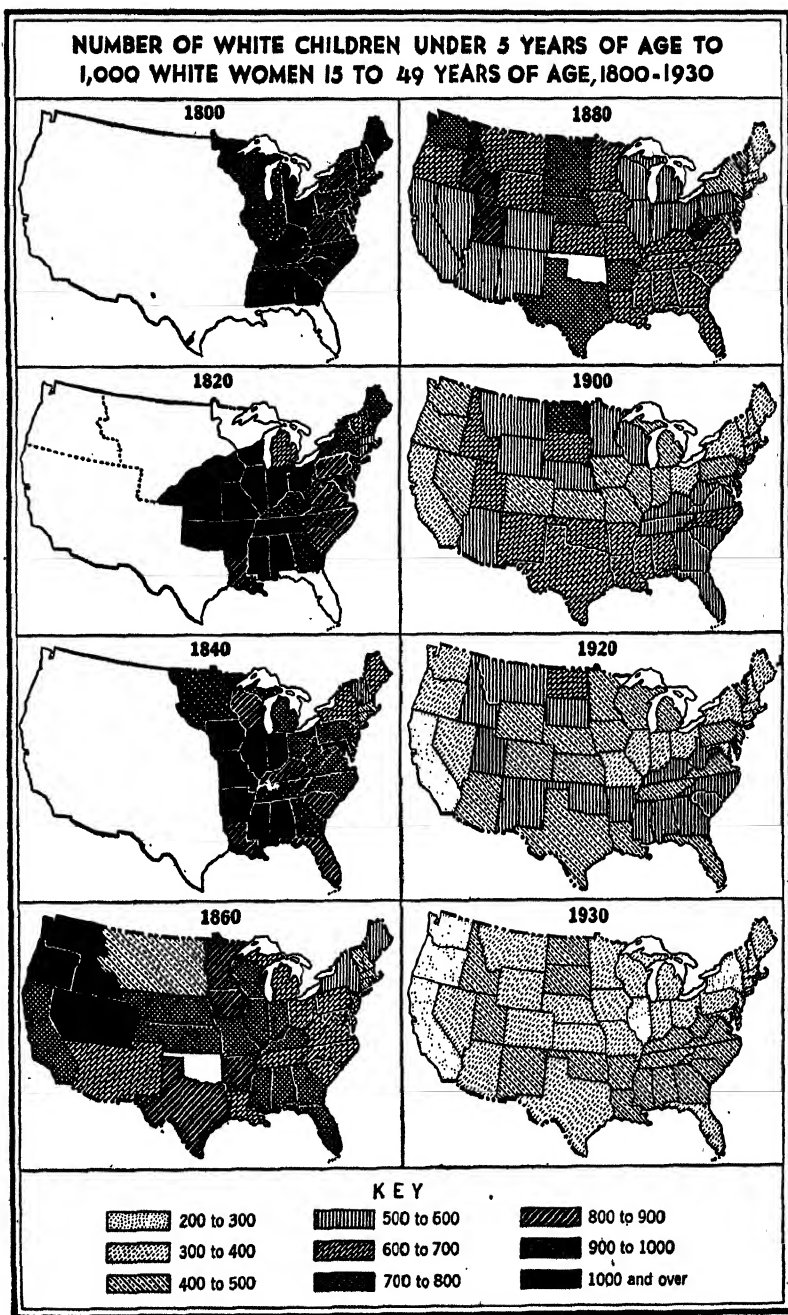 NUMBER OF WHITE CHILDREN UNDER 5 YEARS OF AGE TO
1,000 WHITE WOMEN 15 TO 49 YEARS OF AGE, 1800-1930
1800
1880
1820
1900
1840
1920
1860
1930
KEY
200 to 300
500 to 600
800 to 900
300 to 400
600 to 700
900 to 1000
400 to 500
700 to 800
1000 and over